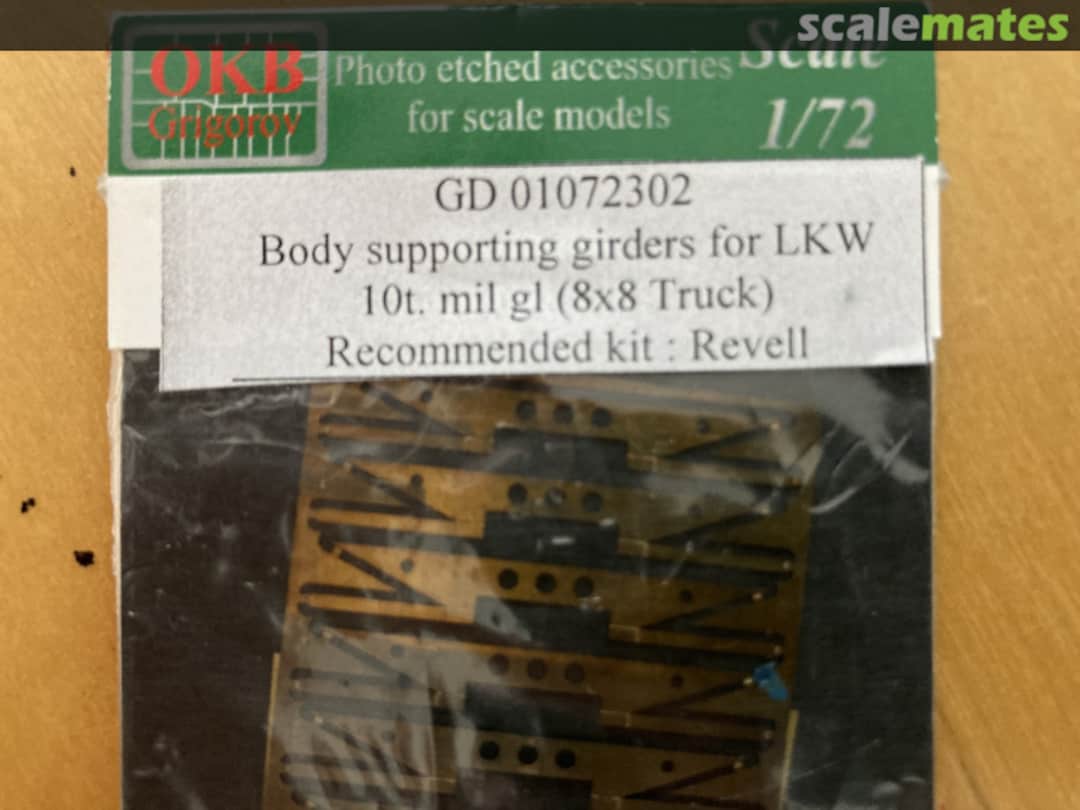 scalemates
OKB
Grigorov
Photo etched accessories
for scale models
Scale
1/72
GD 01072302
Body supporting girders for LKW
10t. mil gl (8x8 Truck)
Recommended kit : Revell